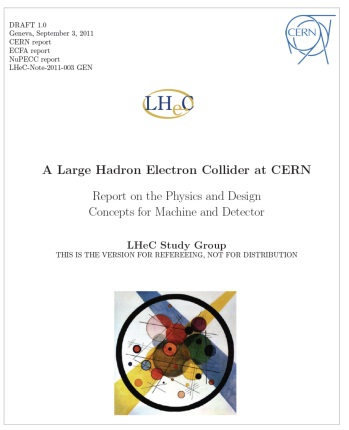 DRAFT 1.0
Geneva, September 3, 2011
CERN report
ECFA report
NuPECC report
LHeC-Note-2011-003 GEN
CERN
LHeC
A Large Hadron Electron Collider at CERN
Report on the Physics and Design
Concepts for Machine and Detector
LHeC Study Group
THIS IS THE VERSION FOR REFEREEING, NOT FOR DISTRIBUTION